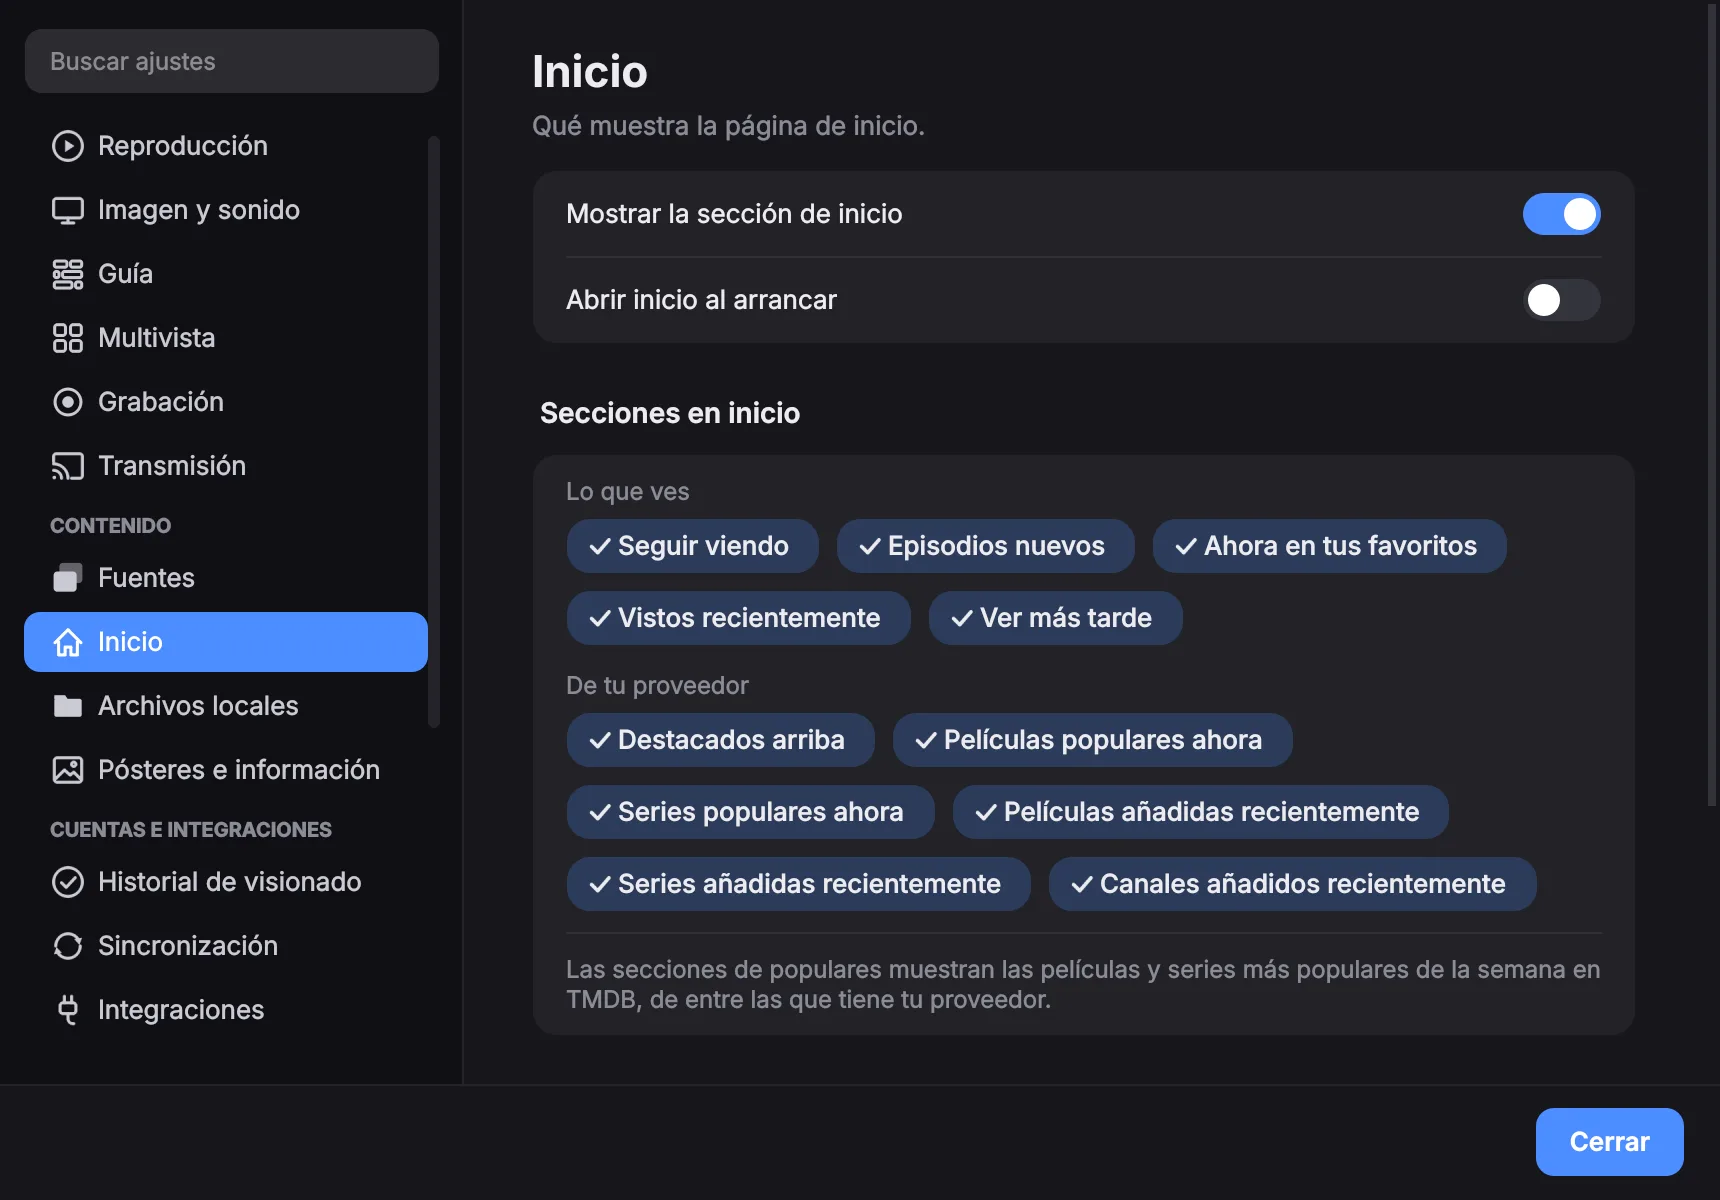 Buscar ajustes
Reproducción
Imagen y sonido
Guía
Multivista
Grabación
Transmisión
CONTENIDO
Fuentes
Inicio
Archivos locales
Pósteres e información
CUENTAS E INTEGRACIONES
Historial de visionado
Sincronización
Integraciones
Inicio
Qué muestra la página de inicio.
Mostrar la sección de inicio
Abrir inicio al arrancar
Secciones en inicio
Lo que ves
Seguir viendo Episodios nuevos Ahora en tus favoritos
Vistos recientemente Ver más tarde
De tu proveedor
Destacados arriba Películas populares ahora
Series populares ahora Películas añadidas recientemente
Series añadidas recientemente Canales añadidos recientemente
Las secciones de populares muestran las películas y series más populares de la semana en
TMDB, de entre las que tiene tu proveedor.
Cerrar